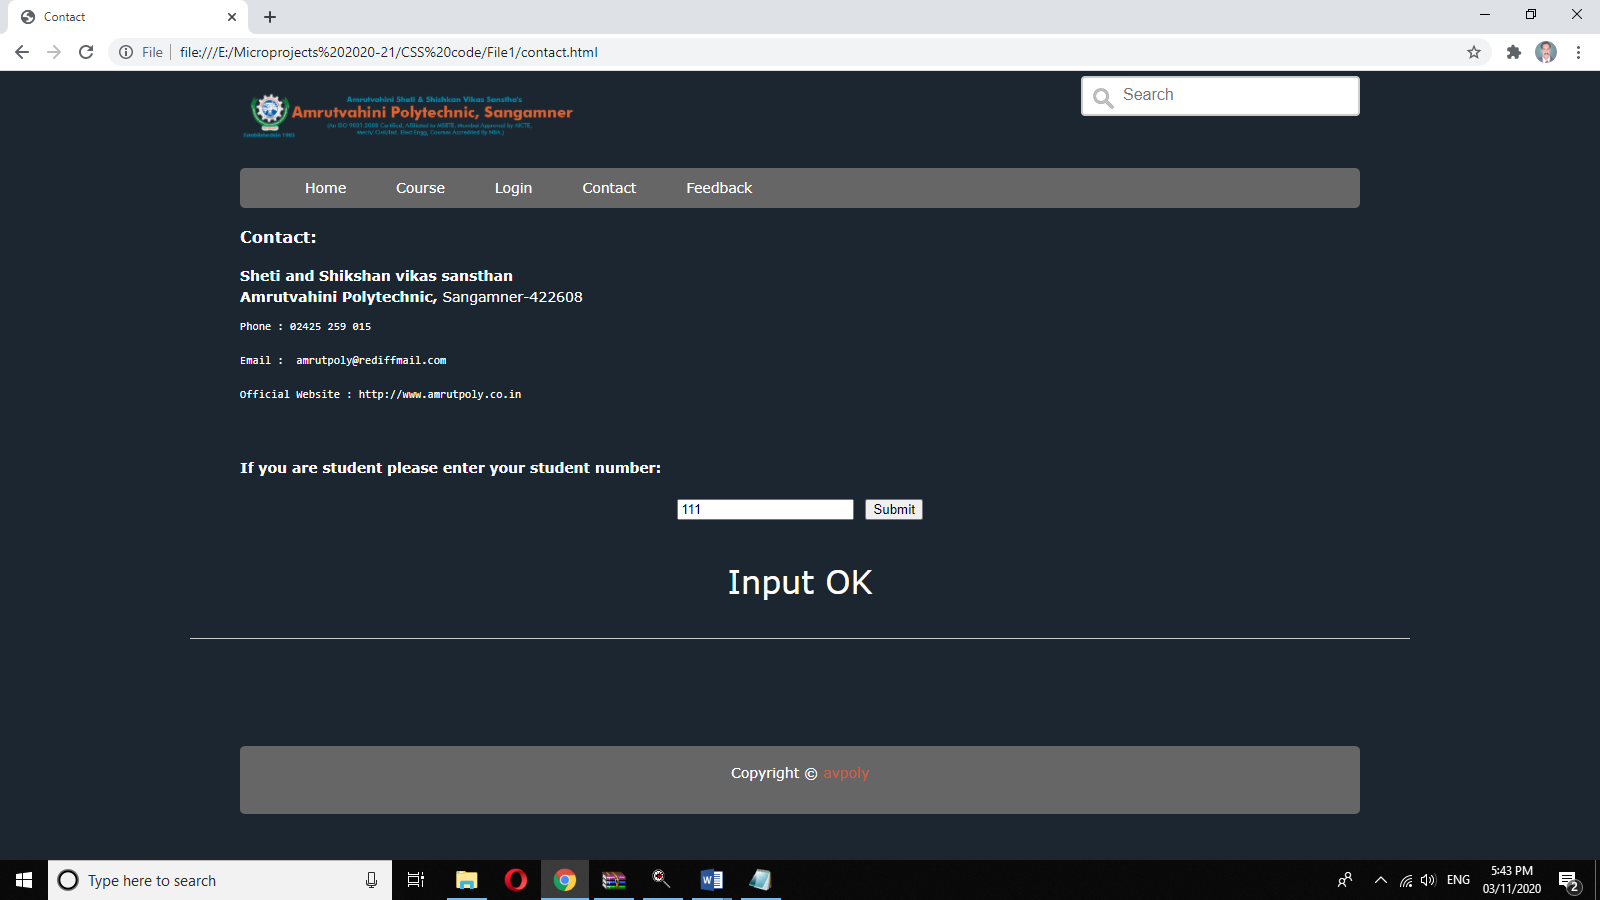 Contact
File
file:///E:/Microprojects%202020-21/CSS%20code/File1/contact.html
Amrutvahini Sheti & Shishkan Vikas Sanstha's
Amrutvahini Polytechnic, Sangamner
Search
Home Course Login Contact Feedback
Contact:
Sheti and Shikshan vikas sansthan
Amrutvahini Polytechnic, Sangamner-422608
Phone : 02425 259 015
Email : amrutpoly@rediffmail.com
Official Website : http://www.amrutpoly.co.in
If you are student please enter your student number:
111 Submit
Input OK
Copyright © avpoly
Type here to search
ENG
5:43 PM
03/11/2020
2